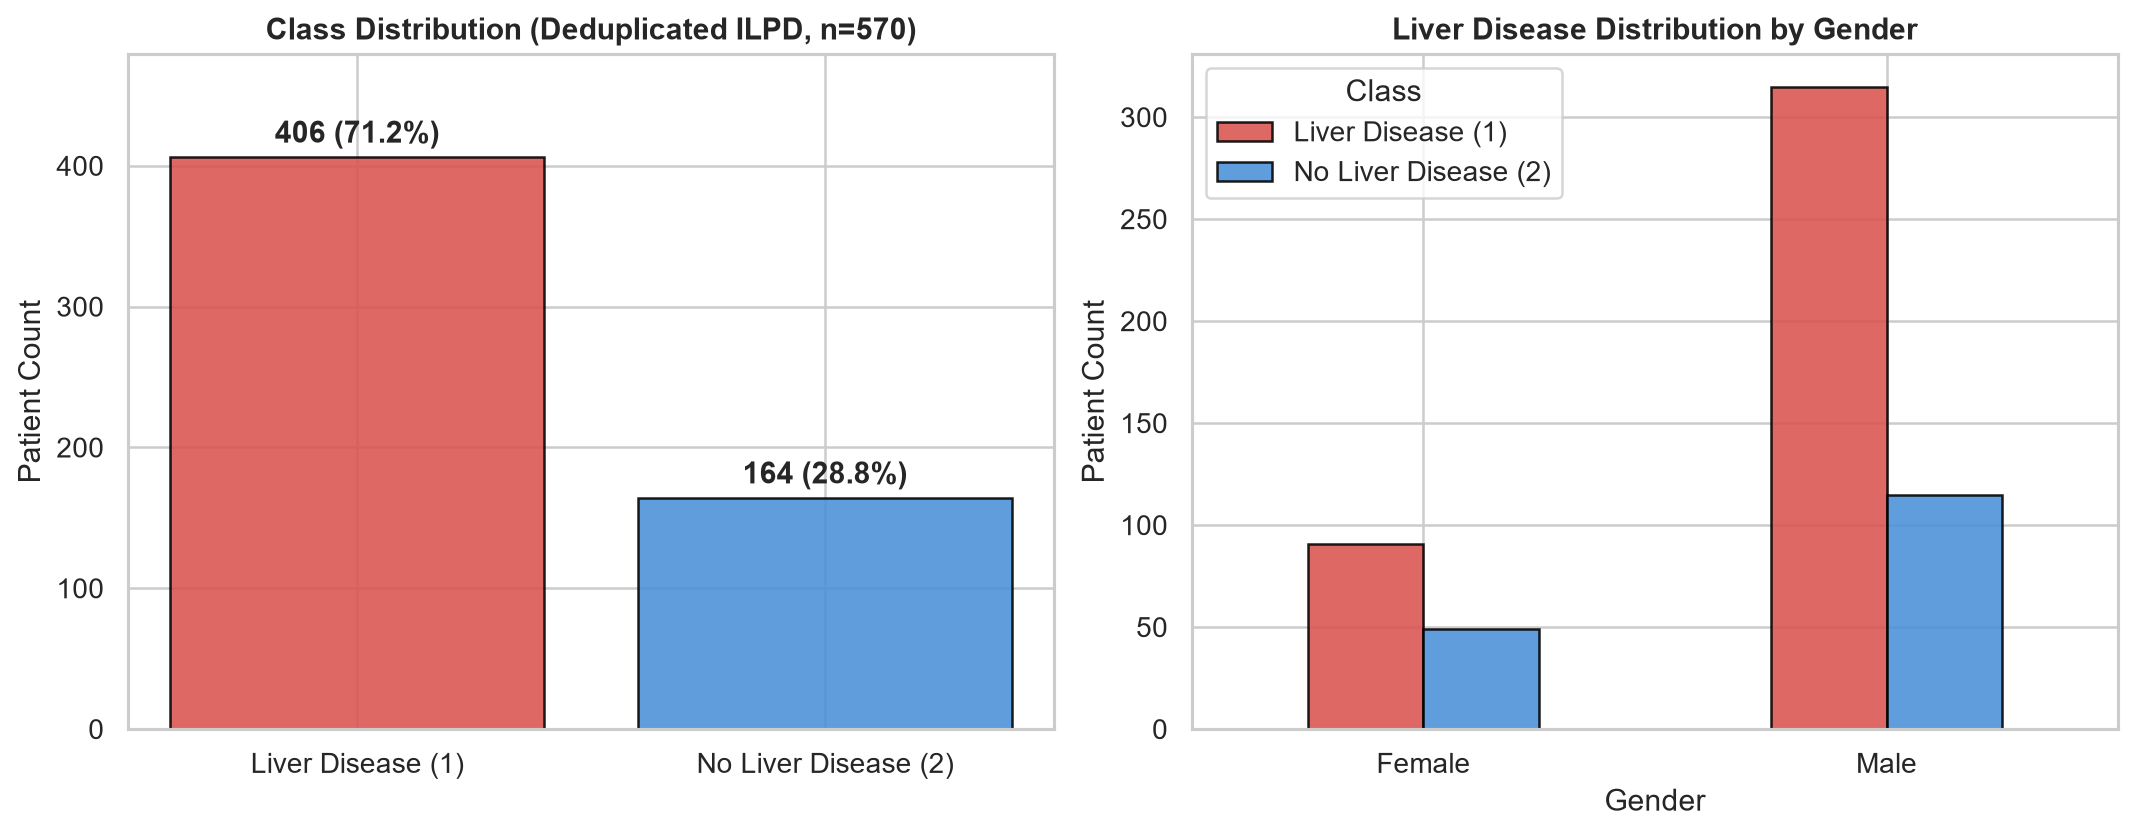 Class Distribution (Deduplicated ILPD, n=570)
Patient Count
400
300
200
100
0
406 (71.2%)
164 (28.8%)
Liver Disease (1)
No Liver Disease (2)
Liver Disease Distribution by Gender
Patient Count
300
250
200
150
100
50
0
Class
Liver Disease (1)
No Liver Disease (2)
Female
Male
Gender